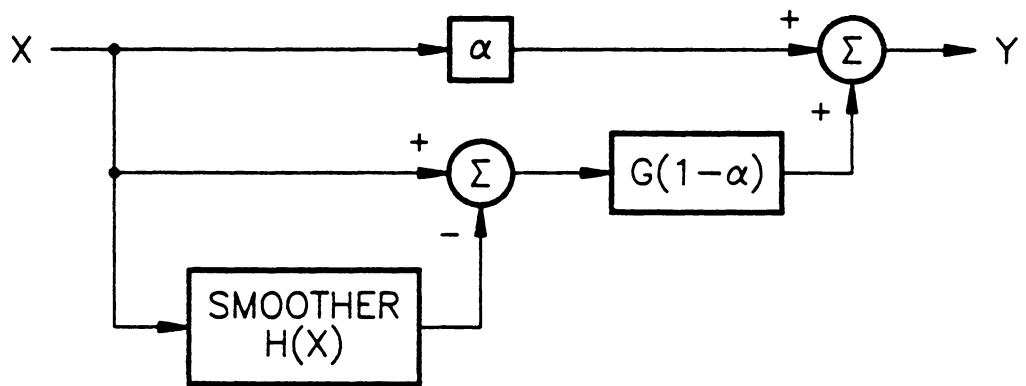 X
α
+
Σ
Y
+
+
Σ
G(1-α)
-
SMOOTHER
H(X)